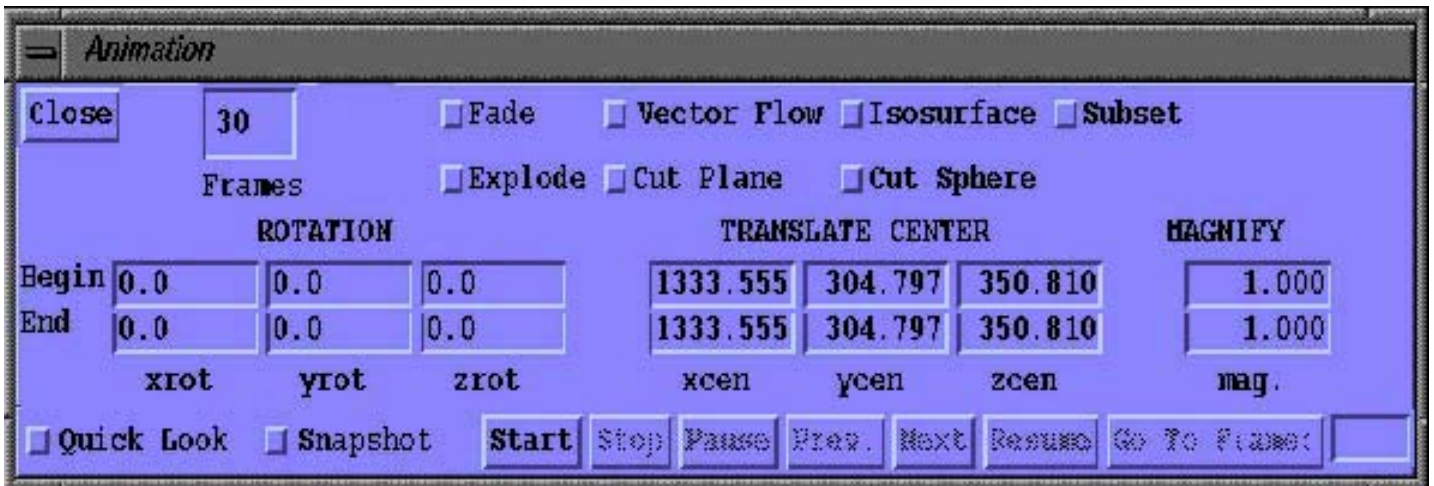 Animation
Close 30 Fade Vector Flow Isosurface Subset
Frames Explode Cut Plane Cut Sphere
ROTATION TRANSLATE CENTER MAGNIFY
Begin 0.0 0.0 0.0 1333.555 304.797 350.810 1.000
End 0.0 0.0 0.0 1333.555 304.797 350.810 1.000
xrot yrot zrot xcen ycen zcen mag.
Quick Look Snapshot Start Stop Pause Prev. Next Resume Go To Frame: